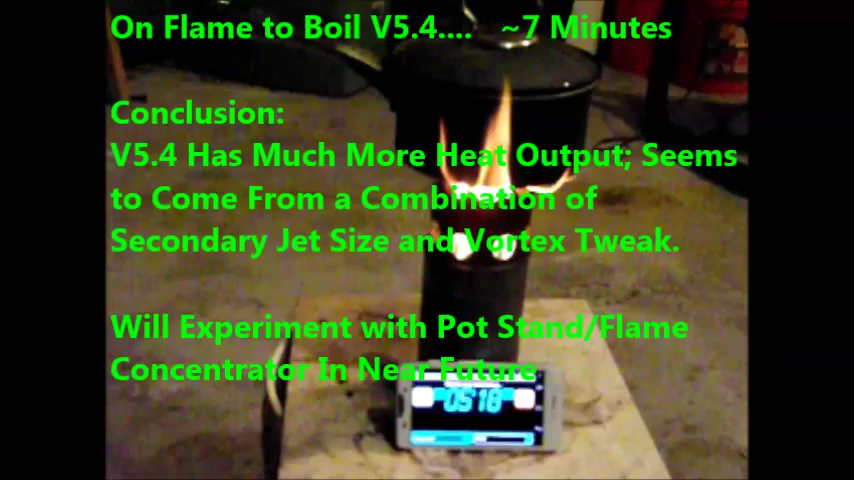 On Flame to Boil V5.4.... ~7 Minutes
Conclusion:
V5.4 Has Much More Heat Output; Seems
to Come From a Combination of
Secondary Jet Size and Vortex Tweak.
Will Experiment with Pot Stand/Flame
Concentrator In Near Future
0518